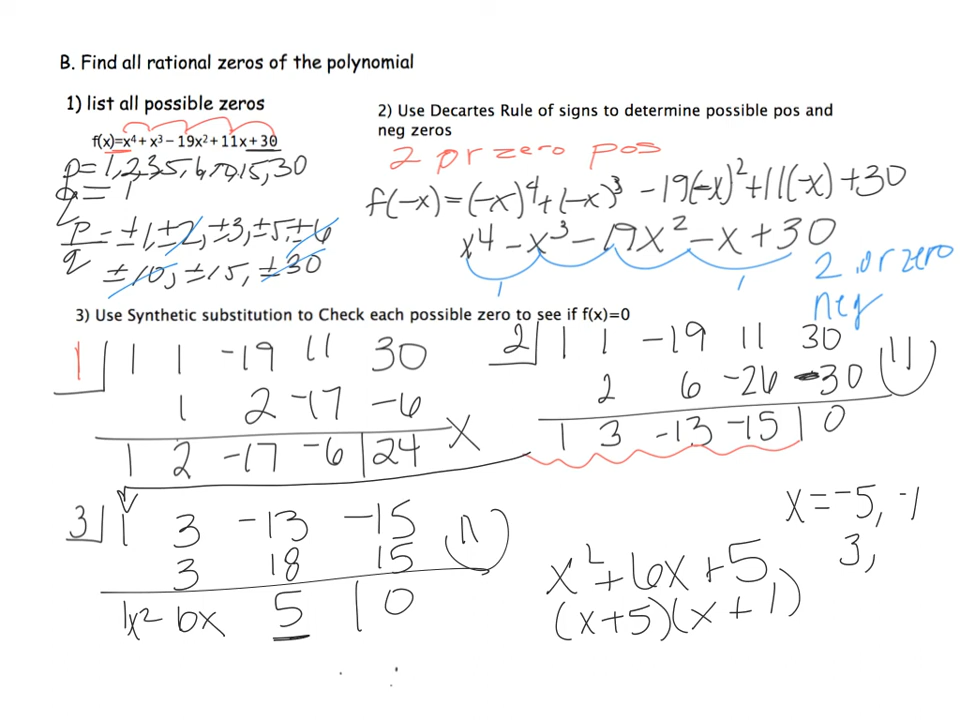 B. Find all rational zeros of the polynomial
1) list all possible zeros
f(x)=x⁴+x³−19x²+11x+30
p=1,2,3,5,6,10,15,30
q = 1
p/q = ±1,±2,±3,±5,±6
±10,±15,±30
2) Use Decartes Rule of signs to determine possible pos and
neg zeros
2 or zero pos
f(-x)=(-x)⁴+(-x)³ -19(-x)²+11(-x)+30
x⁴-x³-19x²-x+30
1 1
2 or zero
neg
3) Use Synthetic substitution to Check each possible zero to see if f(x)=0
1| 1 1 -19 11 30
1 2 -17 -6
1 2 -17 -6 |24 X
2| 1 1 -19 11 30
2 6 -26 -30
1 3 -13 -15 | 0
3| 1 3 -13 -15
3 18 15
1x² 6x 5 | 0
x²+6x+5,
(x+5)(x+1)
x=-5, -1
3,